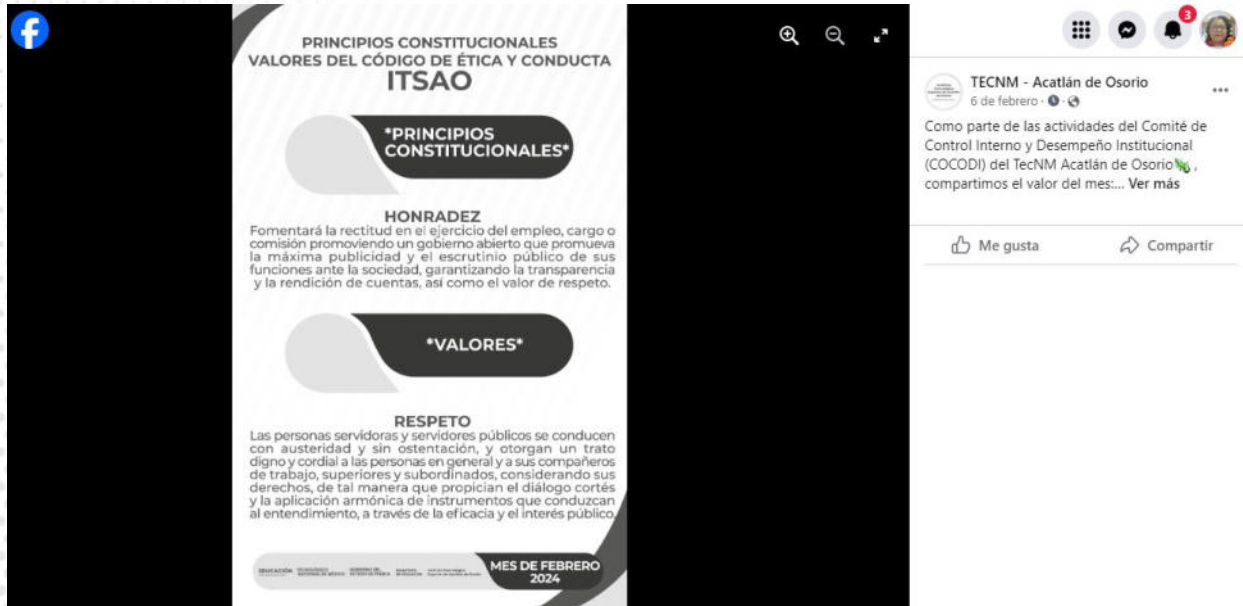 PRINCIPIOS CONSTITUCIONALES
VALORES DEL CÓDIGO DE ÉTICA Y CONDUCTA
ITSAO
*PRINCIPIOS
CONSTITUCIONALES*
HONRADEZ
Fomentará la rectitud en el ejercicio del empleo, cargo o
comisión promoviendo un gobierno abierto que promueva
la máxima publicidad y el escrutinio público de sus
funciones ante la sociedad, garantizando la transparencia
y la rendición de cuentas, así como el valor de respeto.
*VALORES*
RESPETO
Las personas servidoras y servidores públicos se conducen
con austeridad y sin ostentación, y otorgan un trato
digno y cordial a las personas en general y a sus compañeros
de trabajo, superiores y subordinados, considerando sus
derechos, de tal manera que propician el diálogo cortés
y la aplicación armónica de instrumentos que conduzcan
al entendimiento, a través de la eficacia y el interés público.
EDUCACIÓN
MES DE FEBRERO
2024
3
TECNM - Acatlán de Osorio
6 de febrero
Como parte de las actividades del Comité de
Control Interno y Desempeño Institucional
(COCODI) del TecNM Acatlán de Osorio ,
compartimos el valor del mes:... Ver más
Me gusta
Compartir